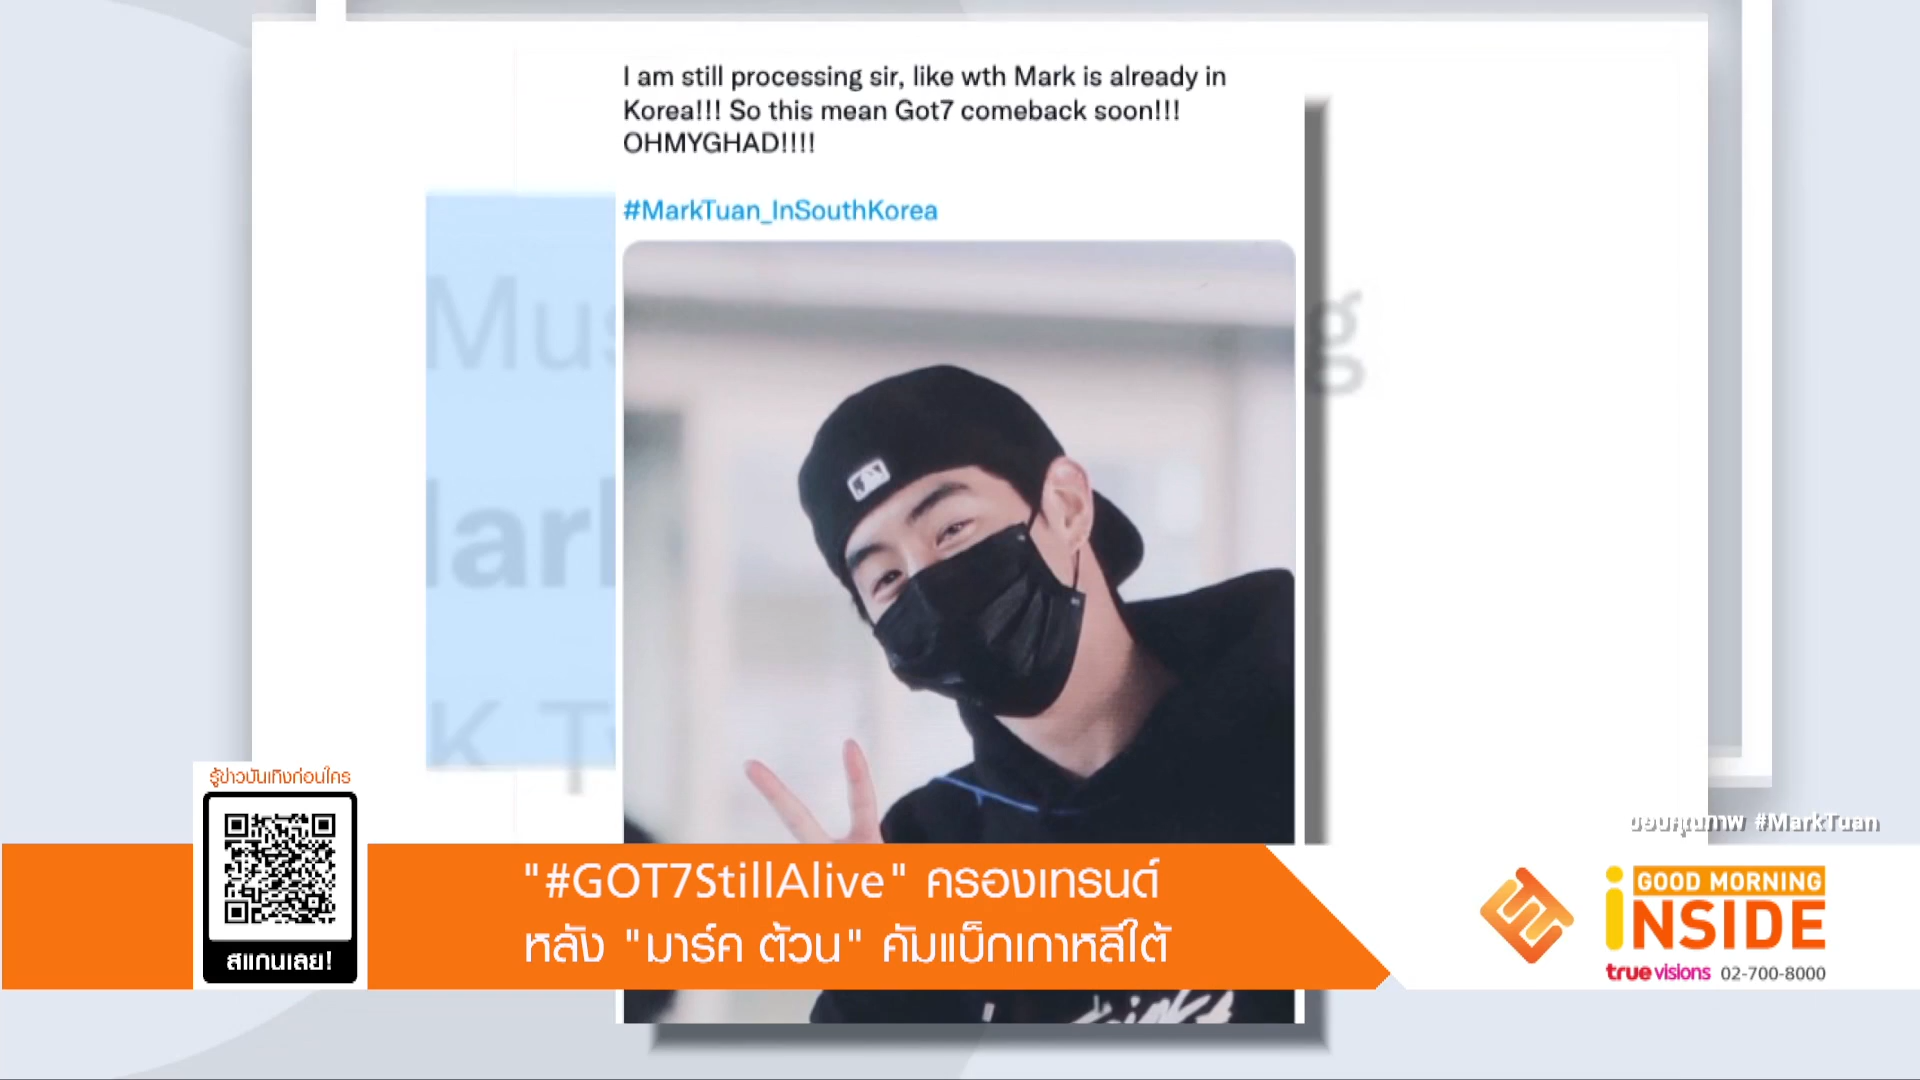 I am still processing sir, like wth Mark is already in
Korea!!! So this mean Got7 comeback soon!!!
OHMYGHAD!!!!
#MarkTuan_InSouthKorea
Mus
g
lark
K Tw
รู้ข่าวบันเทิงก่อนใคร
สแกนเลย!
"#GOT7StillAlive" ครองเทรนด์
หลัง "มาร์ค ต้วน" คัมแบ็กเกาหลีใต้
ขอบคุณภาพ #MarkTuan
GOOD MORNING
iNSIDE
truevisions 02-700-8000